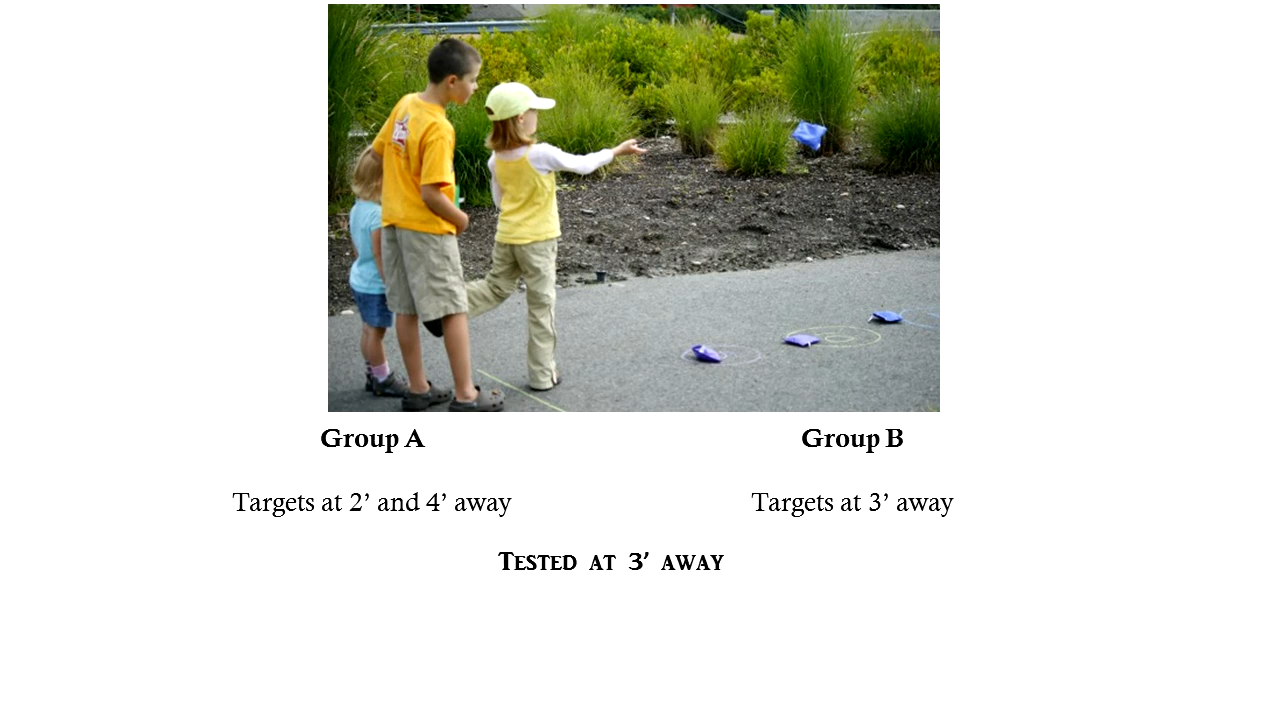 Group A
Group B
Targets at 2’ and 4’ away
Targets at 3’ away
Tested at 3’ away